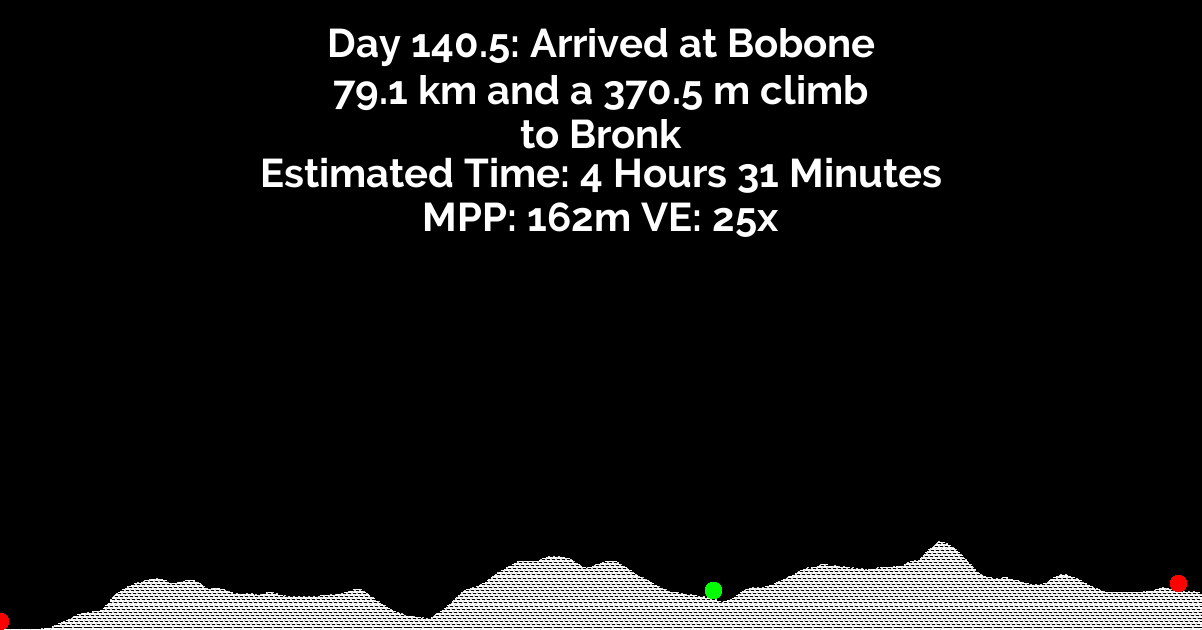 Day 140.5: Arrived at Bobone
79.1 km and a 370.5 m climb
to Bronk
Estimated Time: 4 Hours 31 Minutes
MPP: 162m VE: 25x